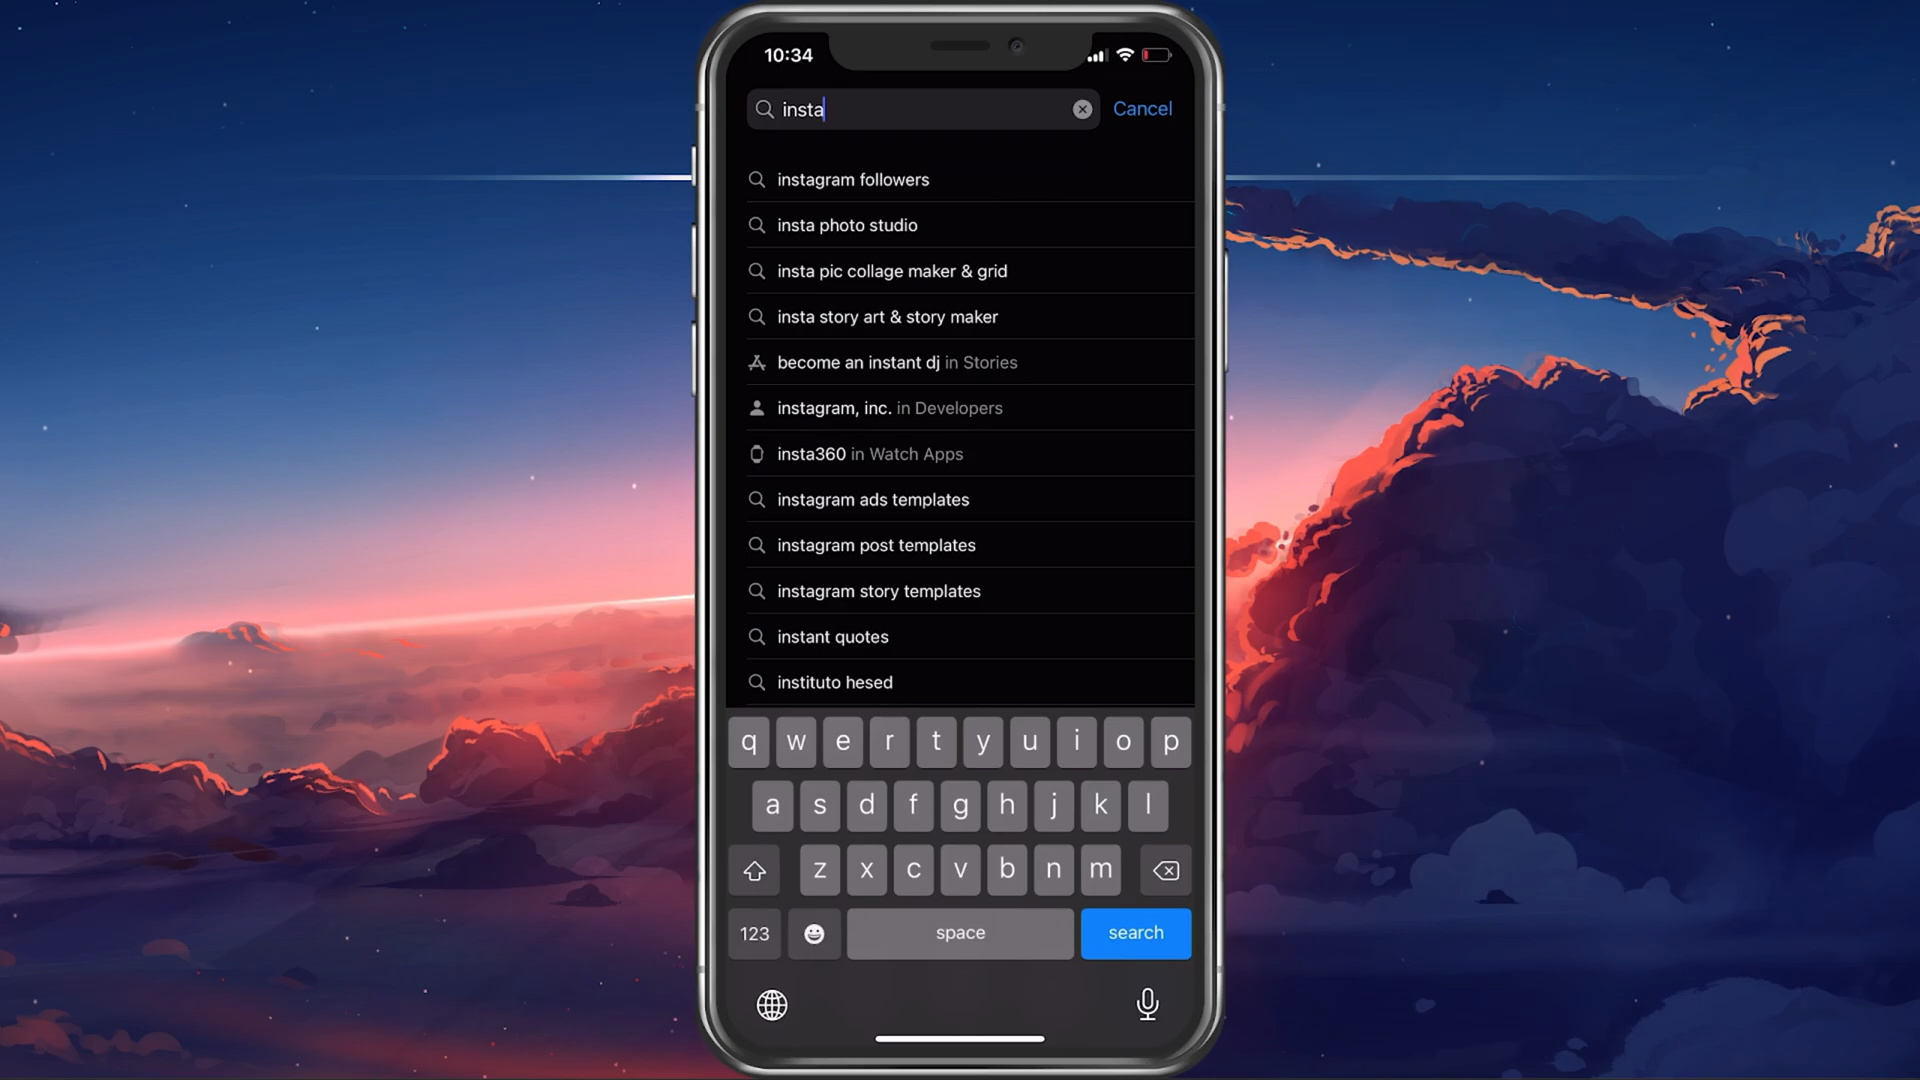 10:34
insta
Cancel
instagram followers
insta photo studio
insta pic collage maker & grid
insta story art & story maker
become an instant dj in Stories
instagram, inc. in Developers
insta360 in Watch Apps
instagram ads templates
instagram post templates
instagram story templates
instant quotes
instituto hesed
q w e r t y u i o p
a s d f g h j k l
z x c v b n m
123 space search